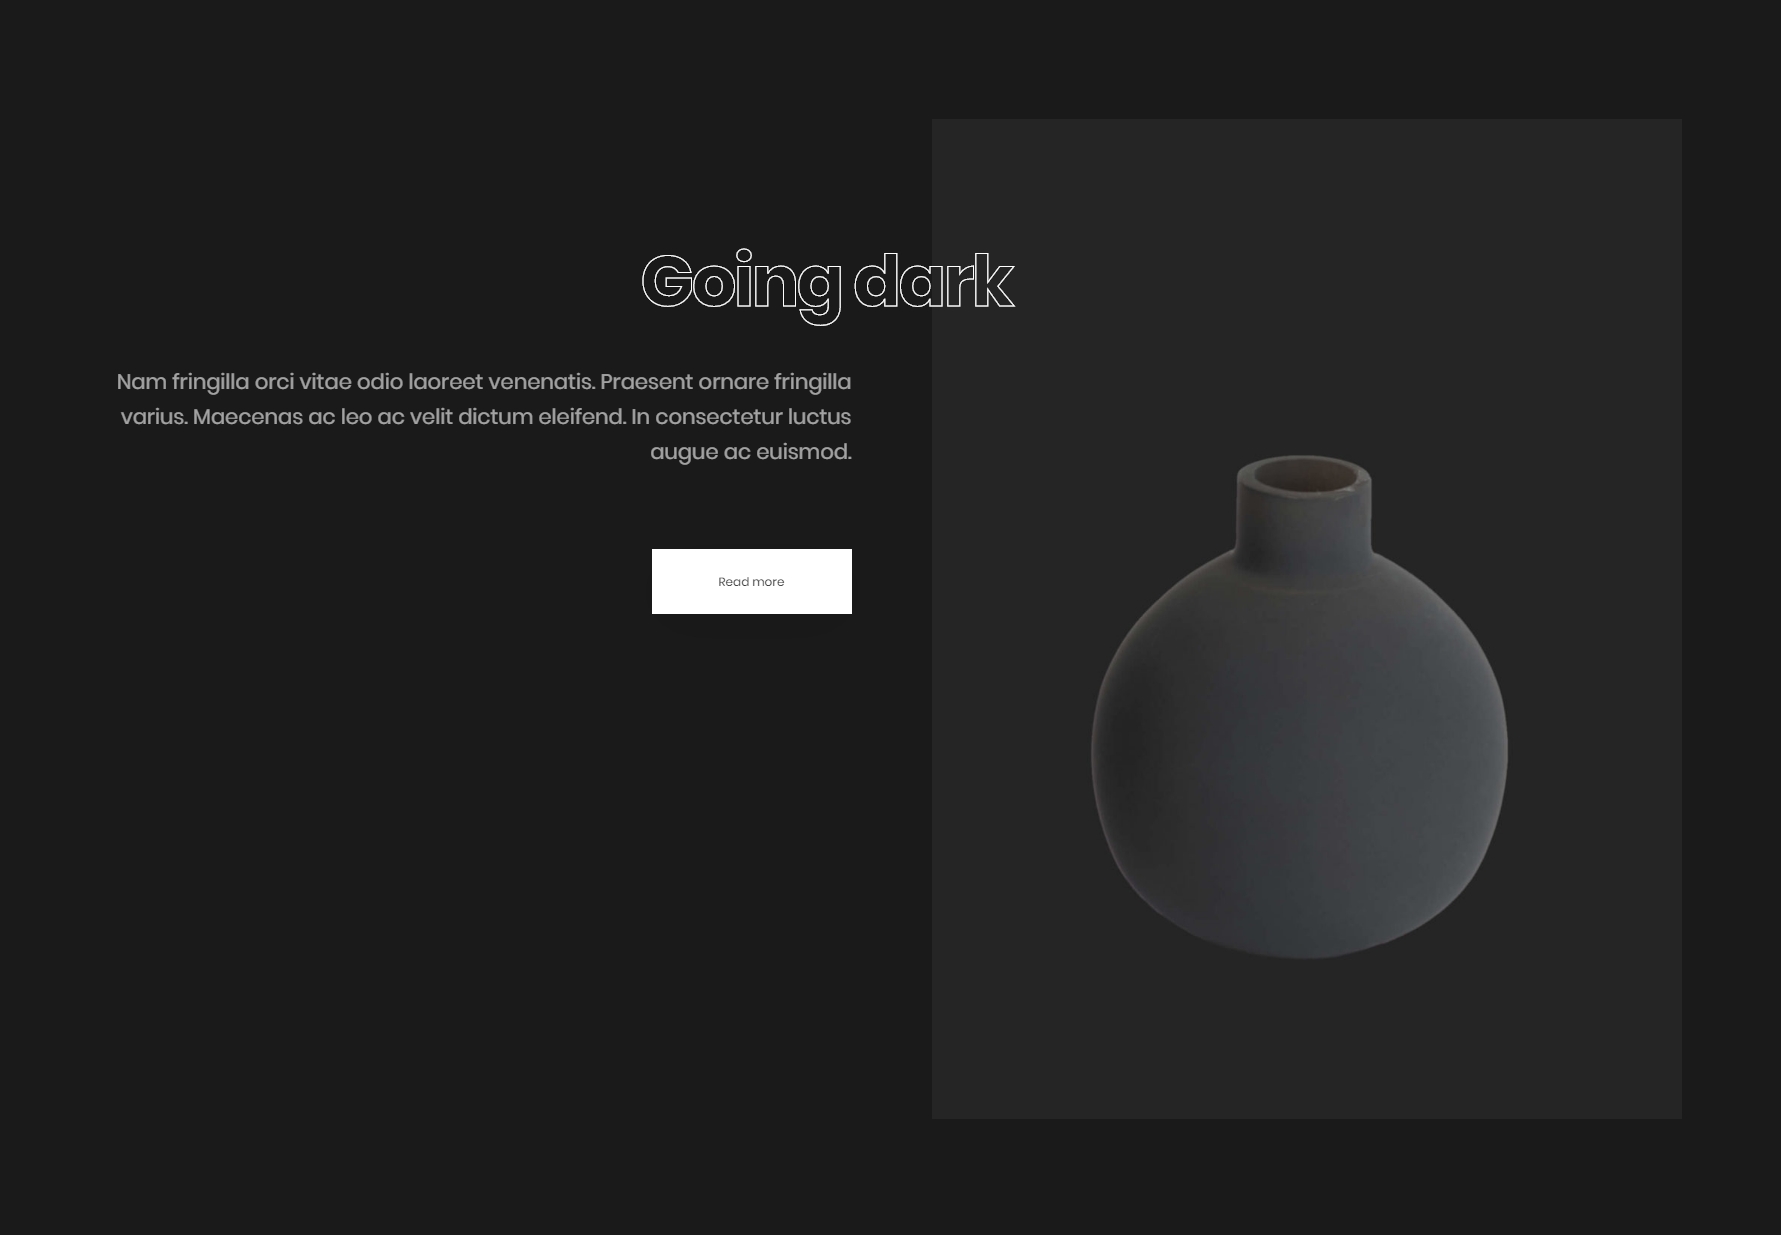 Going dark
Nam fringilla orci vitae odio laoreet venenatis. Praesent ornare fringilla
varius. Maecenas ac leo ac velit dictum eleifend. In consectetur luctus
augue ac euismod.
Read more